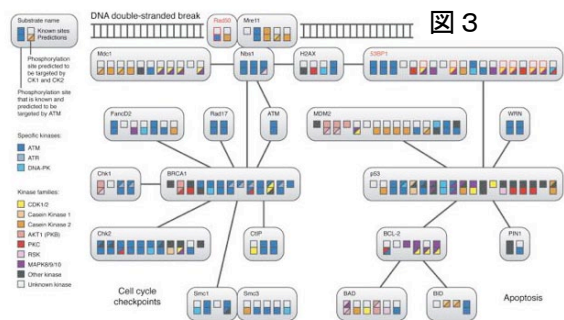 図3
DNA double-stranded break
Substrate name
Known sites
Predictions
Phosphorylation
site predicted to
be targeted by
CK1 and CK2
Phosphorylation site
that is known and
predicted to be
targeted by ATM
Specific kinases:
ATM
ATR
DNA-PK
Kinase families:
CDK1/2
Casein Kinase 1
Casein Kinase 2
AKT1 (PKB)
PKC
RSK
MAPK8/9/10
Other kinase
Unknown kinase
Rad50
Mre11
Mdc1
Nbs1
H2AX
53BP1
FancD2
Rad17
ATM
MDM2
WRN
Chk1
BRCA1
p53
Chk2
CtIP
BCL-2
PIN1
Smc1
Smc3
BAD
BID
Cell cycle
checkpoints
Apoptosis